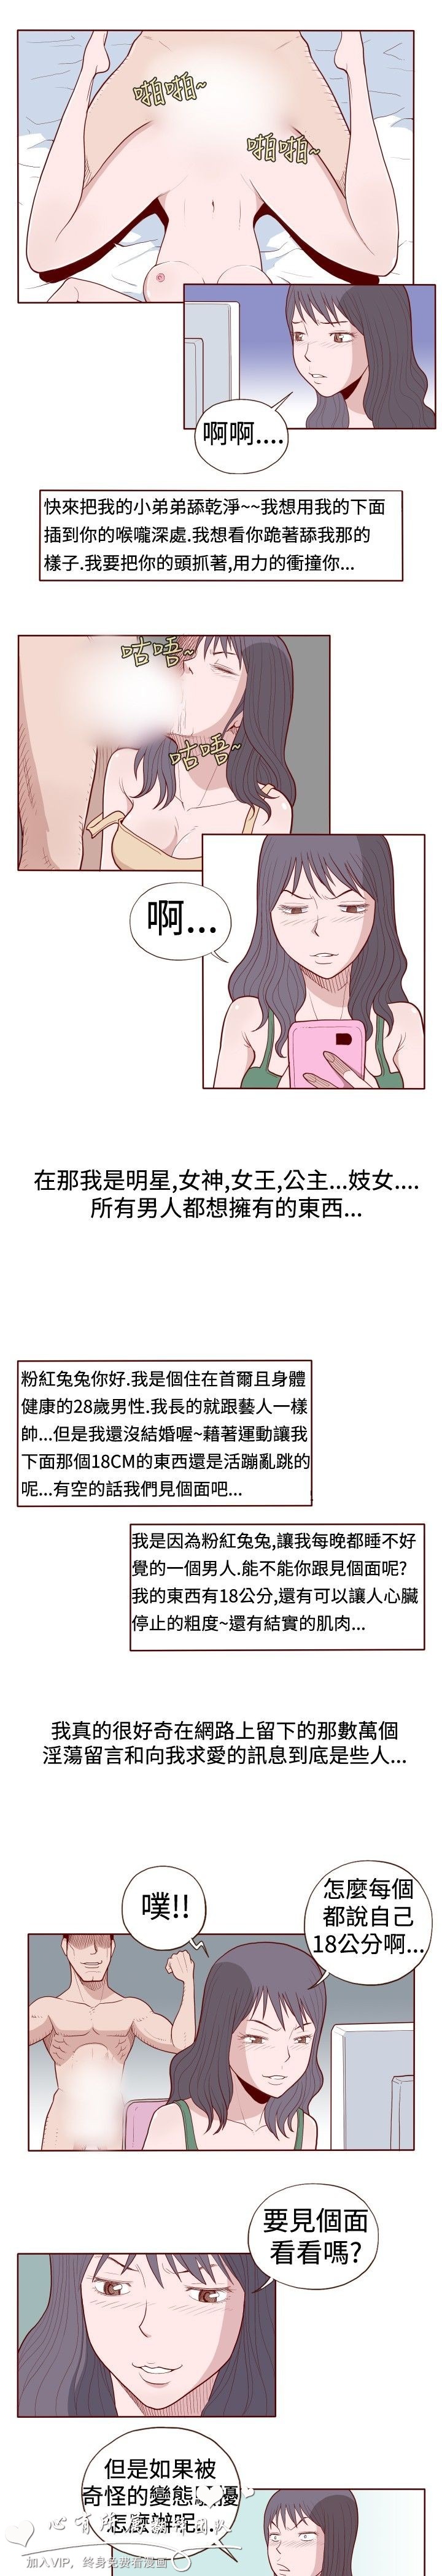 啪啪~
啪啪~
啊啊....
快來把我的小弟弟舔乾淨~~我想用我的下面
插到你的喉嚨深處.我想看你跪著舔我那的
樣子.我要把你的頭抓著,用力的衝撞你...
咕唔~
咕唔~
啊...
在那我是明星,女神,女王,公主...妓女....
所有男人都想擁有的東西...
粉紅兔兔你好.我是個住在首爾且身體
健康的28歲男性.我長的就跟藝人一樣
帥...但是我還沒結婚喔~藉著運動讓我
下面那個18CM的東西還是活蹦亂跳的
呢...有空的話我們見個面吧...
我是因為粉紅兔兔,讓我每晚都睡不好
覺的一個男人.能不能你跟見個面呢?
我的東西有18公分,還有可以讓人心臟
停止的粗度~還有結實的肌肉...
我真的很好奇在網路上留下的那數萬個
淫蕩留言和向我求愛的訊息到底是些人...
噗!!
怎麼每個
都說自己
18公分啊...
要見個面
看看嗎?
但是如果被
奇怪的變態騷擾
怎麼辦呢
心有所
团队
加入VIP，终身免费看漫画